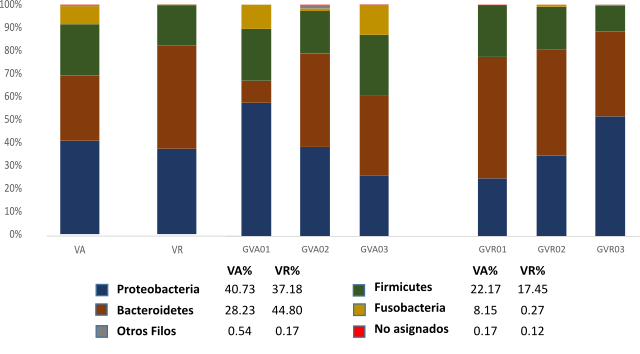 100%
90%
80%
70%
60%
50%
40%
30%
20%
10%
0%
VA VR GVA01 GVA02 GVA03 GVR01 GVR02 GVR03
VA% VR% VA% VR%
Proteobacteria 40.73 37.18 Firmicutes 22.17 17.45
Bacteroidetes 28.23 44.80 Fusobacteria 8.15 0.27
Otros Filos 0.54 0.17 No asignados 0.17 0.12